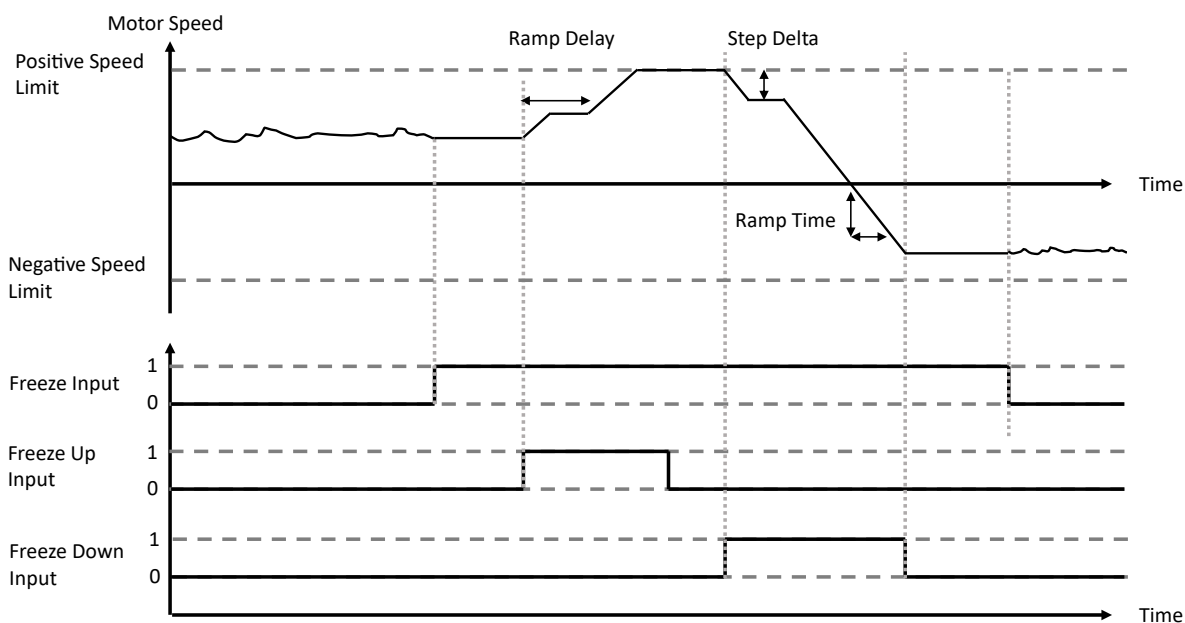 Motor Speed
Ramp Delay
Step Delta
Positive Speed
Limit
Time
Ramp Time
Negative Speed
Limit
1
Freeze Input
0
1
Freeze Up
Input
0
1
Freeze Down
Input
0
Time